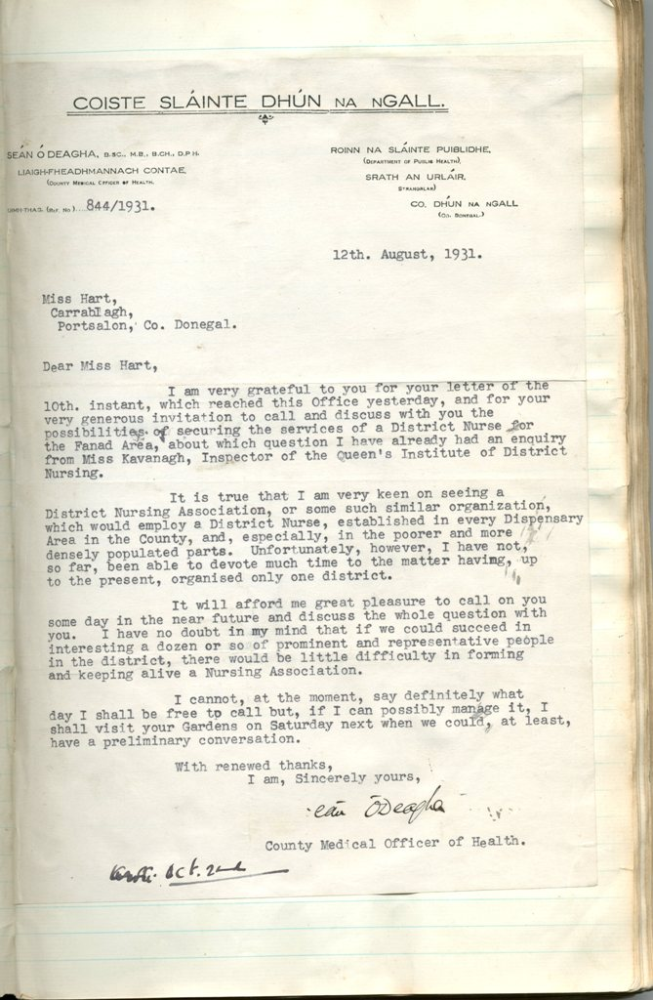 COISTE SLÁINTE DHÚN NA NGALL.
SEÁN Ó DEAGHA, B.SC., M.B., B.CH., D.P.H.
LIAIGH-FHEADHMANNACH CONTAE.
(COUNTY MEDICAL OFFICER OF HEALTH.
UIMH-THAG. (Ref. No.)....844/1931.
ROINN NA SLÁINTE PUIBLIDHE,
(DEPARTMENT OF PUBLIC HEALTH),
SRATH AN URLÁIR,
STRANORLAR)
CO. DHÚN NA NGALL
(CO. DONEGAL.)
12th. August, 1931.
Miss Hart,
Carrablagh,
Portsalon, Co. Donegal.
Dear Miss Hart,
I am very grateful to you for your letter of the
10th. instant, which reached this Office yesterday, and for your
very generous invitation to call and discuss with you the
possibilities of securing the services of a District Nurse for
the Fanad Area, about which question I have already had an enquiry
from Miss Kavanagh, Inspector of the Queen's Institute of District
Nursing.
It is true that I am very keen on seeing a
District Nursing Association, or some such similar organization,
which would employ a District Nurse, established in every Dispensary
Area in the County, and, especially, in the poorer and more
densely populated parts. Unfortunately, however, I have not,
so far, been able to devote much time to the matter having, up
to the present, organised only one district.
It will afford me great pleasure to call on you
some day in the near future and discuss the whole question with
you. I have no doubt in my mind that if we could succeed in
interesting a dozen or so of prominent and representative people
in the district, there would be little difficulty in forming
and keeping alive a Nursing Association.
I cannot, at the moment, say definitely what
day I shall be free to call but, if I can possibly manage it, I
shall visit your Gardens on Saturday next when we could, at least,
have a preliminary conversation.
With renewed thanks,
I am, Sincerely yours,
ÓDeagha
County Medical Officer of Health.
Oct. 2nd